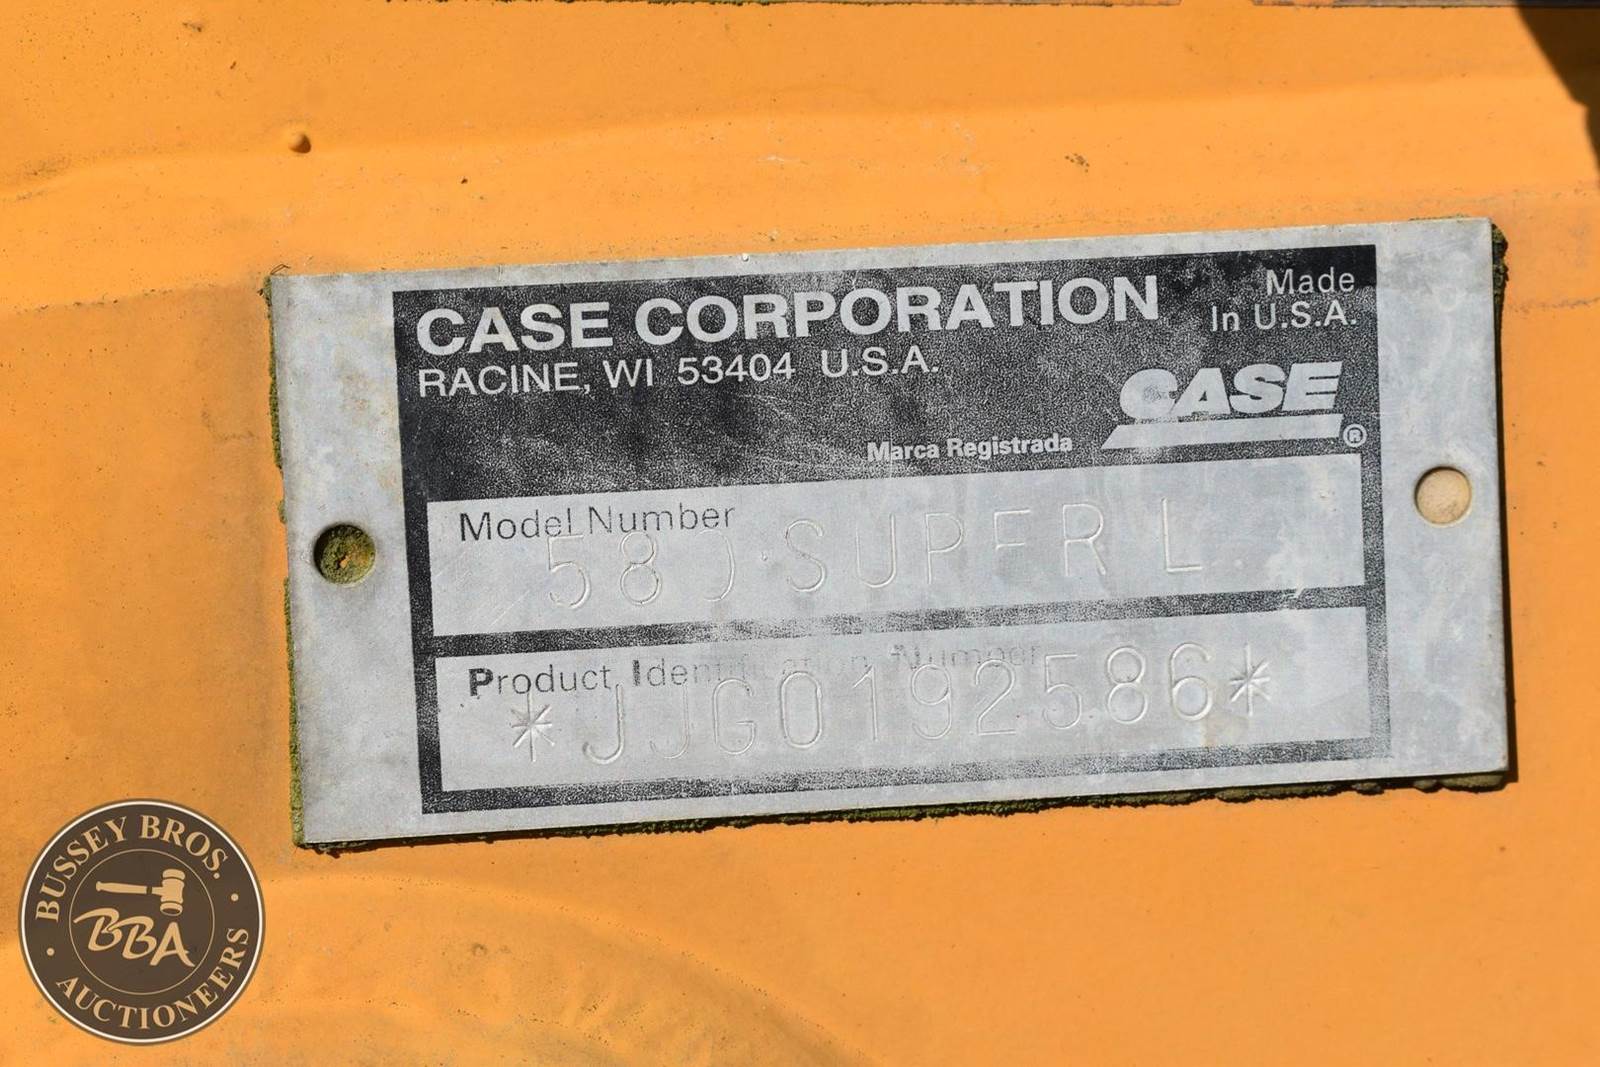 CASE CORPORATION
Made
In U.S.A.
RACINE, WI 53404 U.S.A.
CASE
®
Marca Registrada
Model Number
580 SUPER L
Product Identification Number
*JJG0192586*
BUSSEY BROS.
BBA
AUCTIONEERS